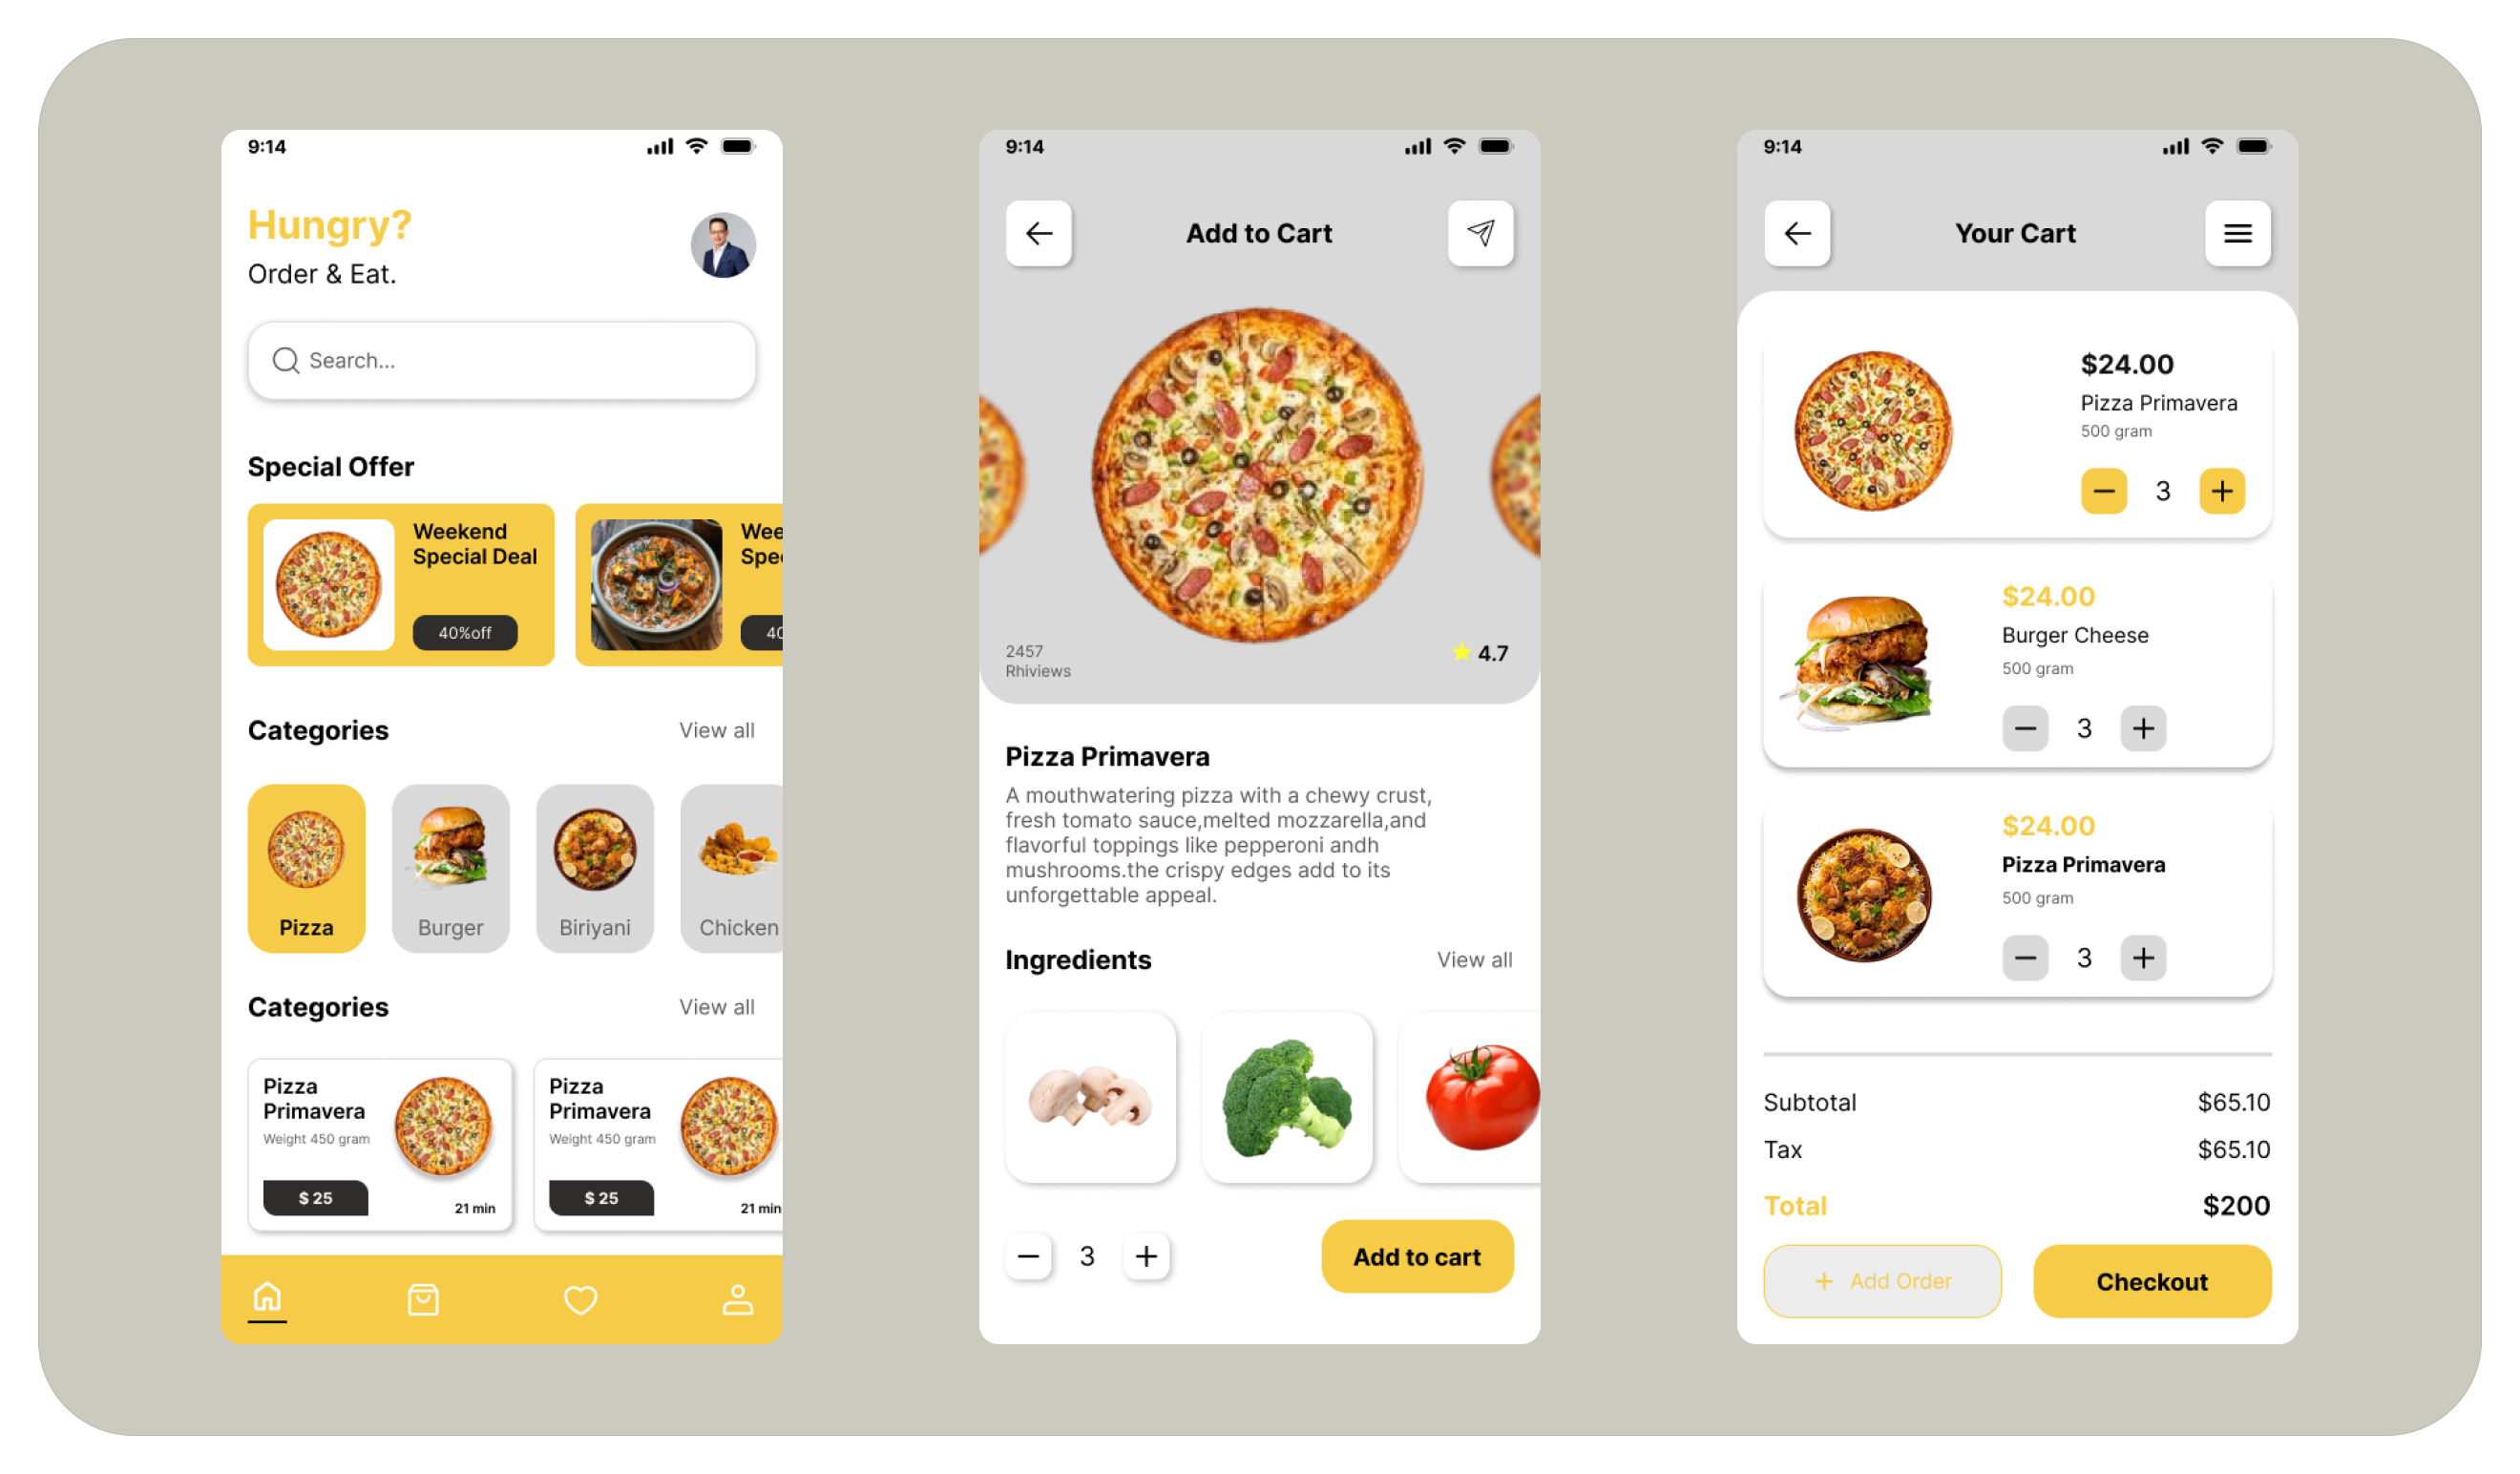 9:14
Hungry?
Order & Eat.
Search...
Special Offer
Weekend
Special Deal
40%off
Wee
Spe
40
Categories
View all
Pizza
Burger
Biriyani
Chicken
Categories
View all
Pizza
Primavera
Weight 450 gram
$ 25
21 min
Pizza
Primavera
Weight 450 gram
$ 25
21 min
9:14
Add to Cart
2457
Rhiviews
4.7
Pizza Primavera
A mouthwatering pizza with a chewy crust,
fresh tomato sauce,melted mozzarella,and
flavorful toppings like pepperoni andh
mushrooms.the crispy edges add to its
unforgettable appeal.
Ingredients
View all
3
Add to cart
9:14
Your Cart
$24.00
Pizza Primavera
500 gram
3
$24.00
Burger Cheese
500 gram
3
$24.00
Pizza Primavera
500 gram
3
Subtotal
$65.10
Tax
$65.10
Total
$200
+ Add Order
Checkout